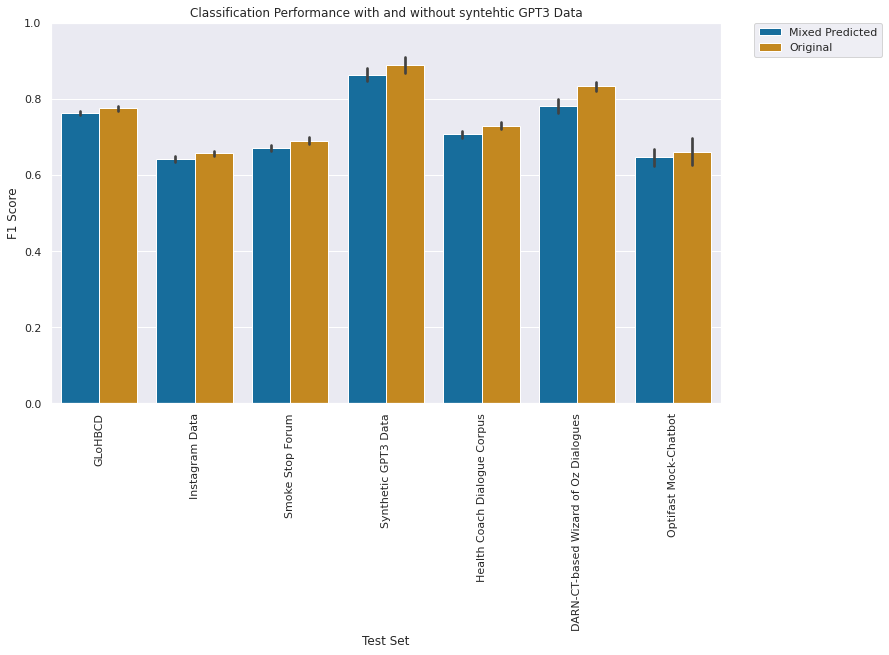 Classification Performance with and without syntehtic GPT3 Data
Mixed Predicted
Original
F1 Score
1.0
0.8
0.6
0.4
0.2
0.0
GLoHBCD
Instagram Data
Smoke Stop Forum
Synthetic GPT3 Data
Health Coach Dialogue Corpus
DARN-CT-based Wizard of Oz Dialogues
Optifast Mock-Chatbot
Test Set